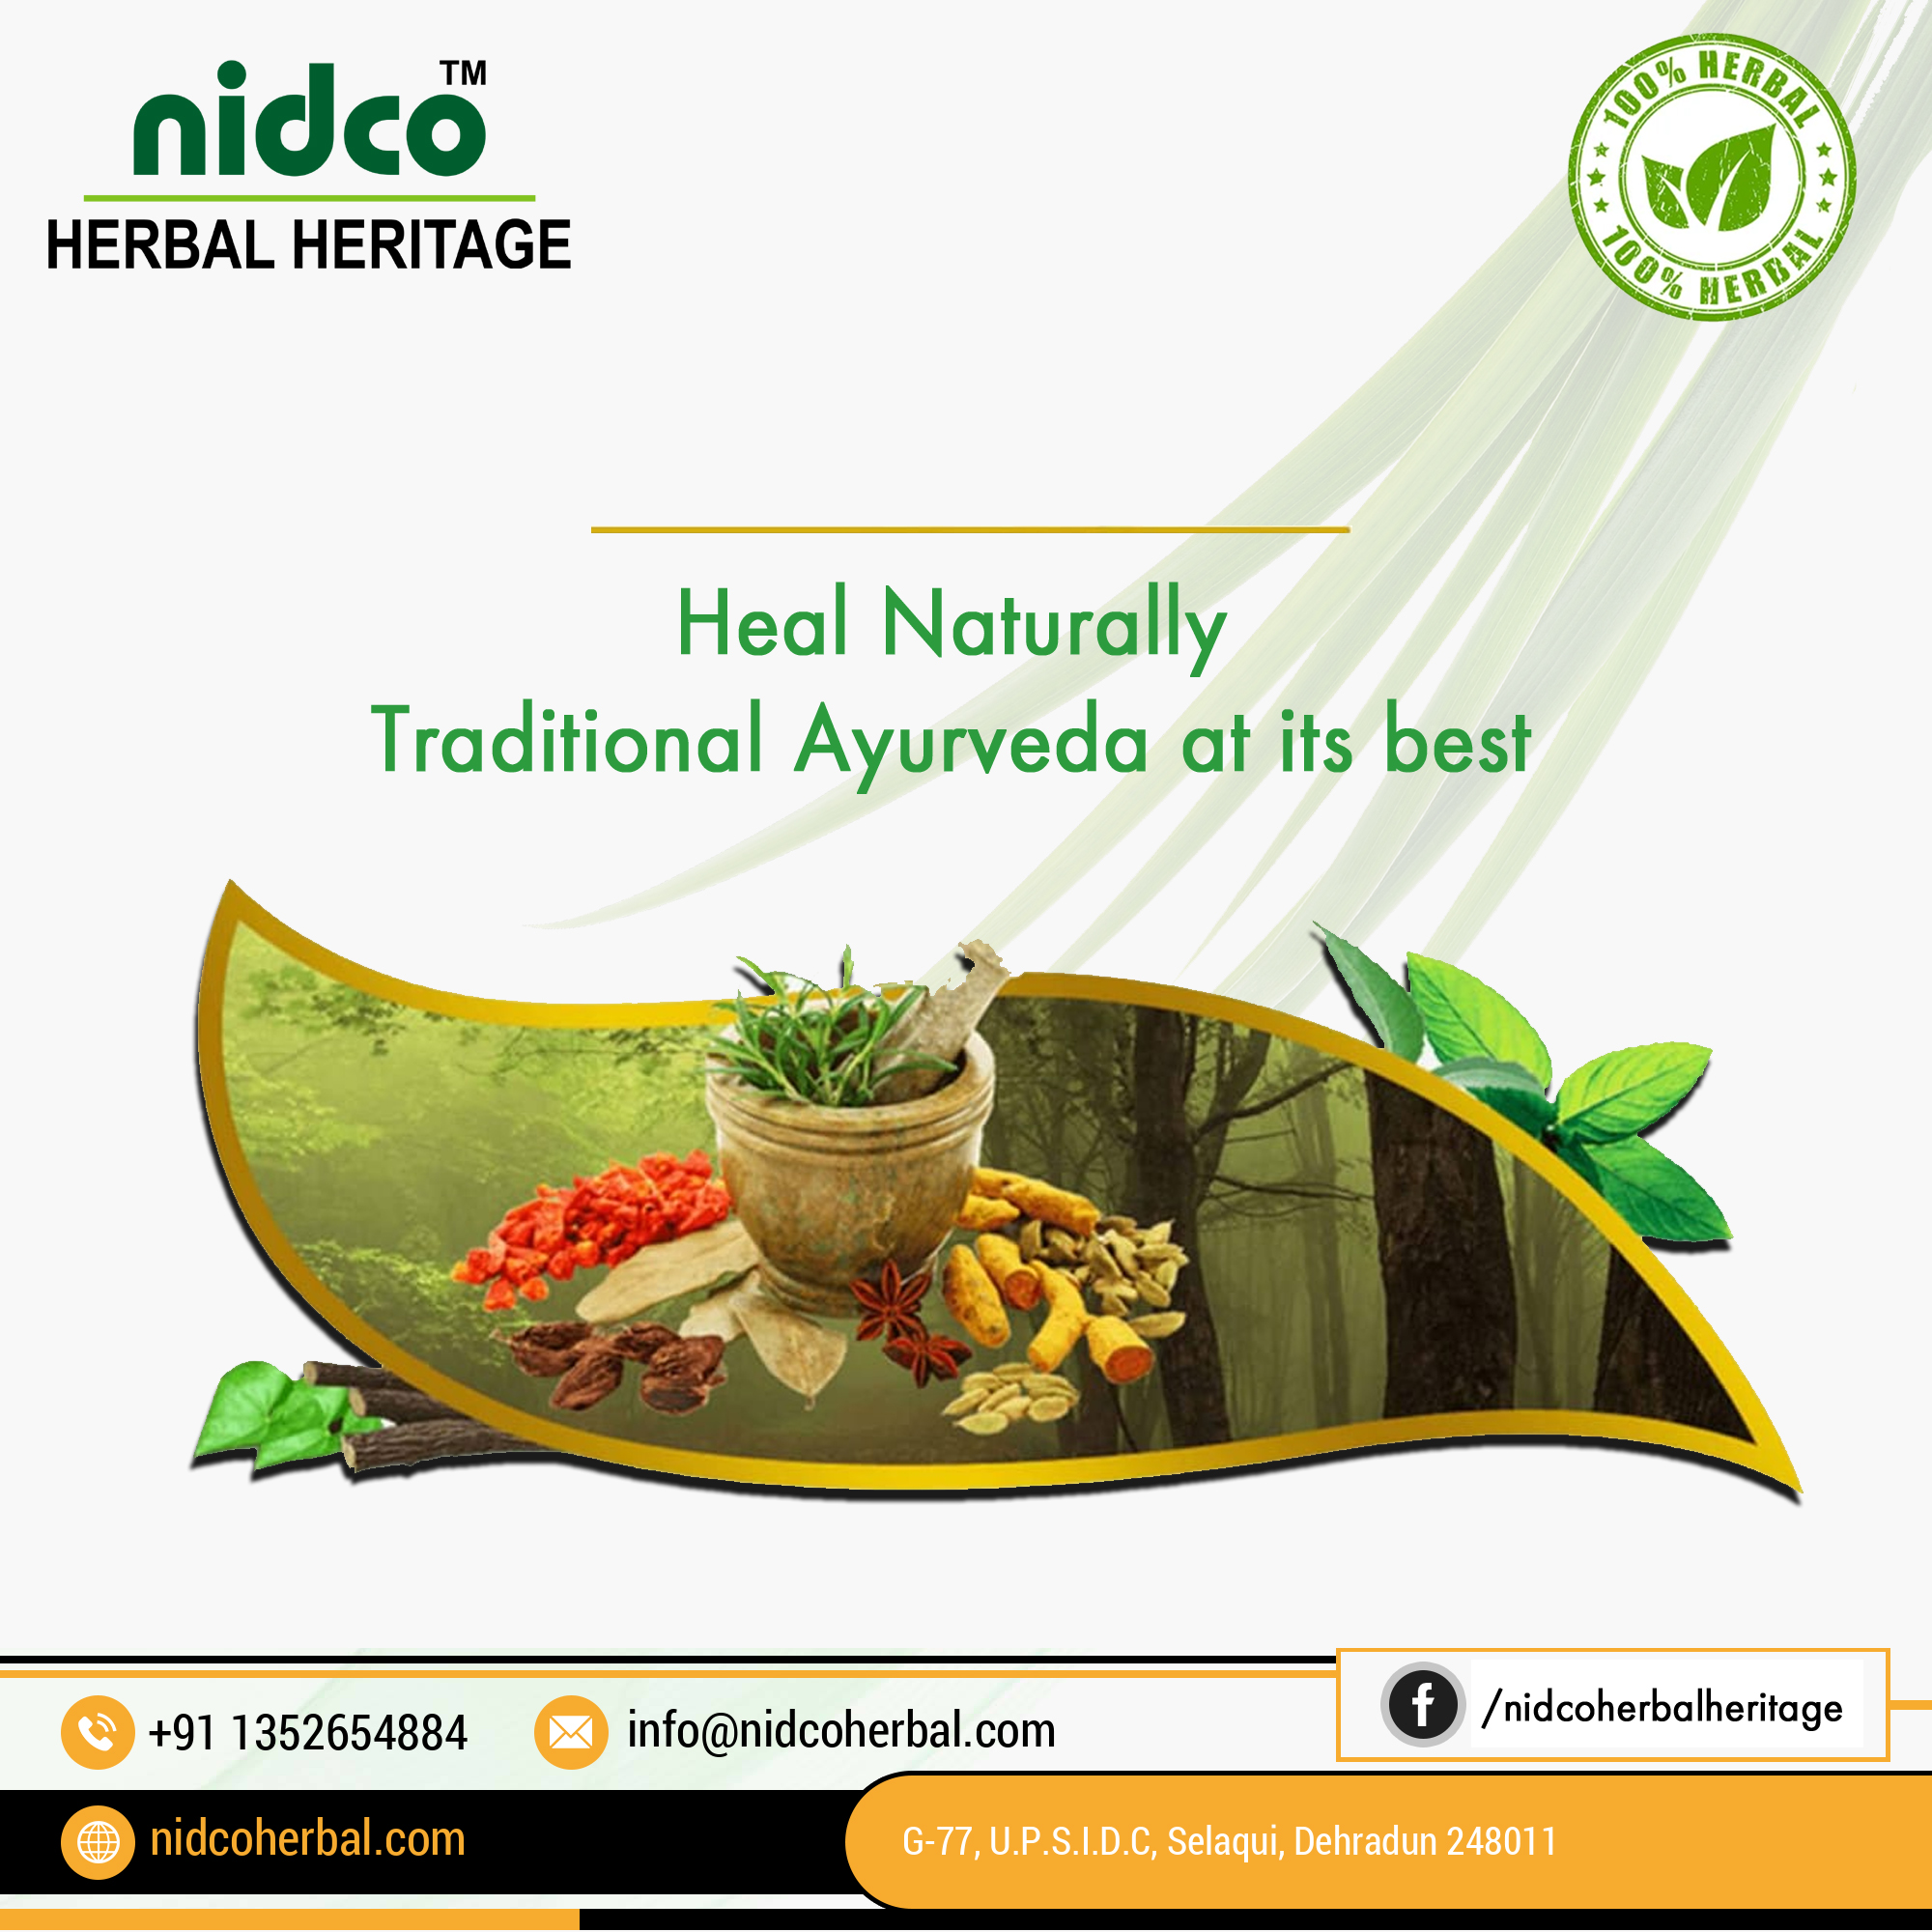 nidco™
HERBAL HERITAGE
100% HERBAL
100% HERBAL
Heal Naturally
Traditional Ayurveda at its best
+91 1352654884
info@nidcoherbal.com
f /nidcoherbalheritage
nidcoherbal.com
G-77, U.P.S.I.D.C, Selaqui, Dehradun 248011